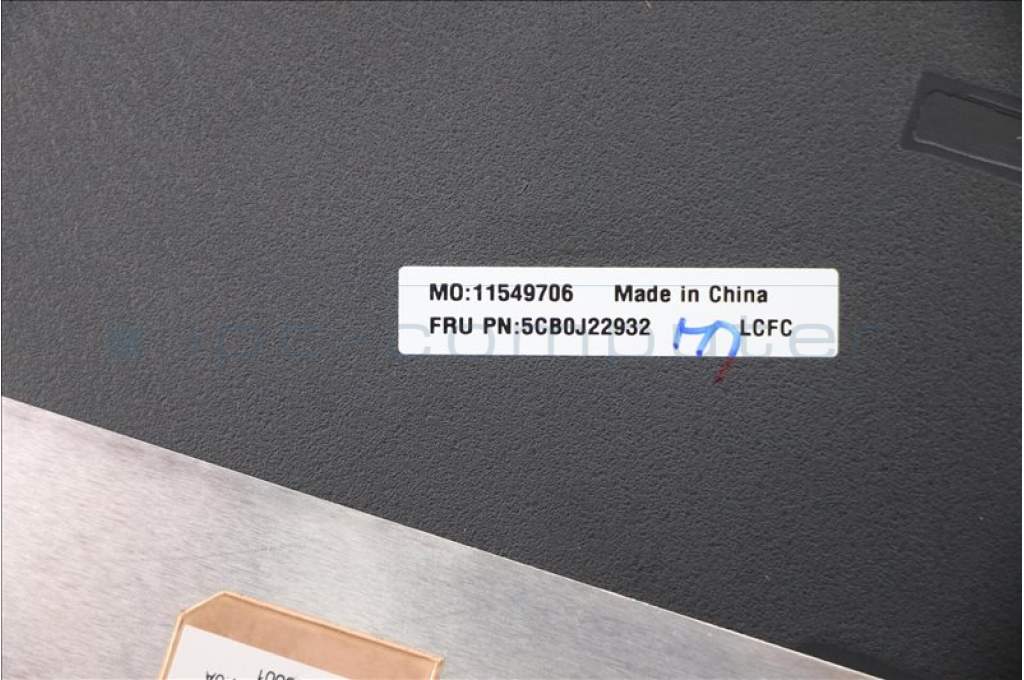 MO:11549706 Made in China
FRU PN:5CB0J22932 LCFC